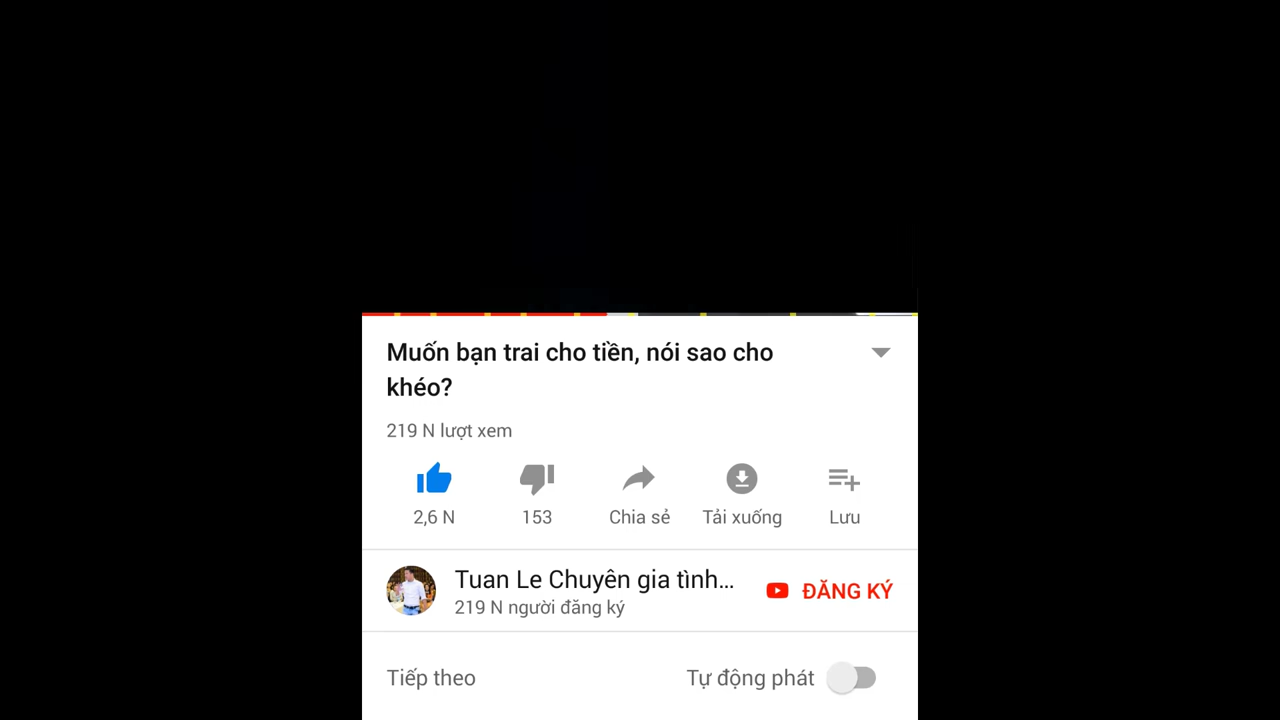 Muốn bạn trai cho tiền, nói sao cho
khéo?
219 N lượt xem
2,6 N 153 Chia sẻ Tải xuống Lưu
Tuan Le Chuyên gia tình... ĐĂNG KÝ
219 N người đăng ký
Tiếp theo Tự động phát